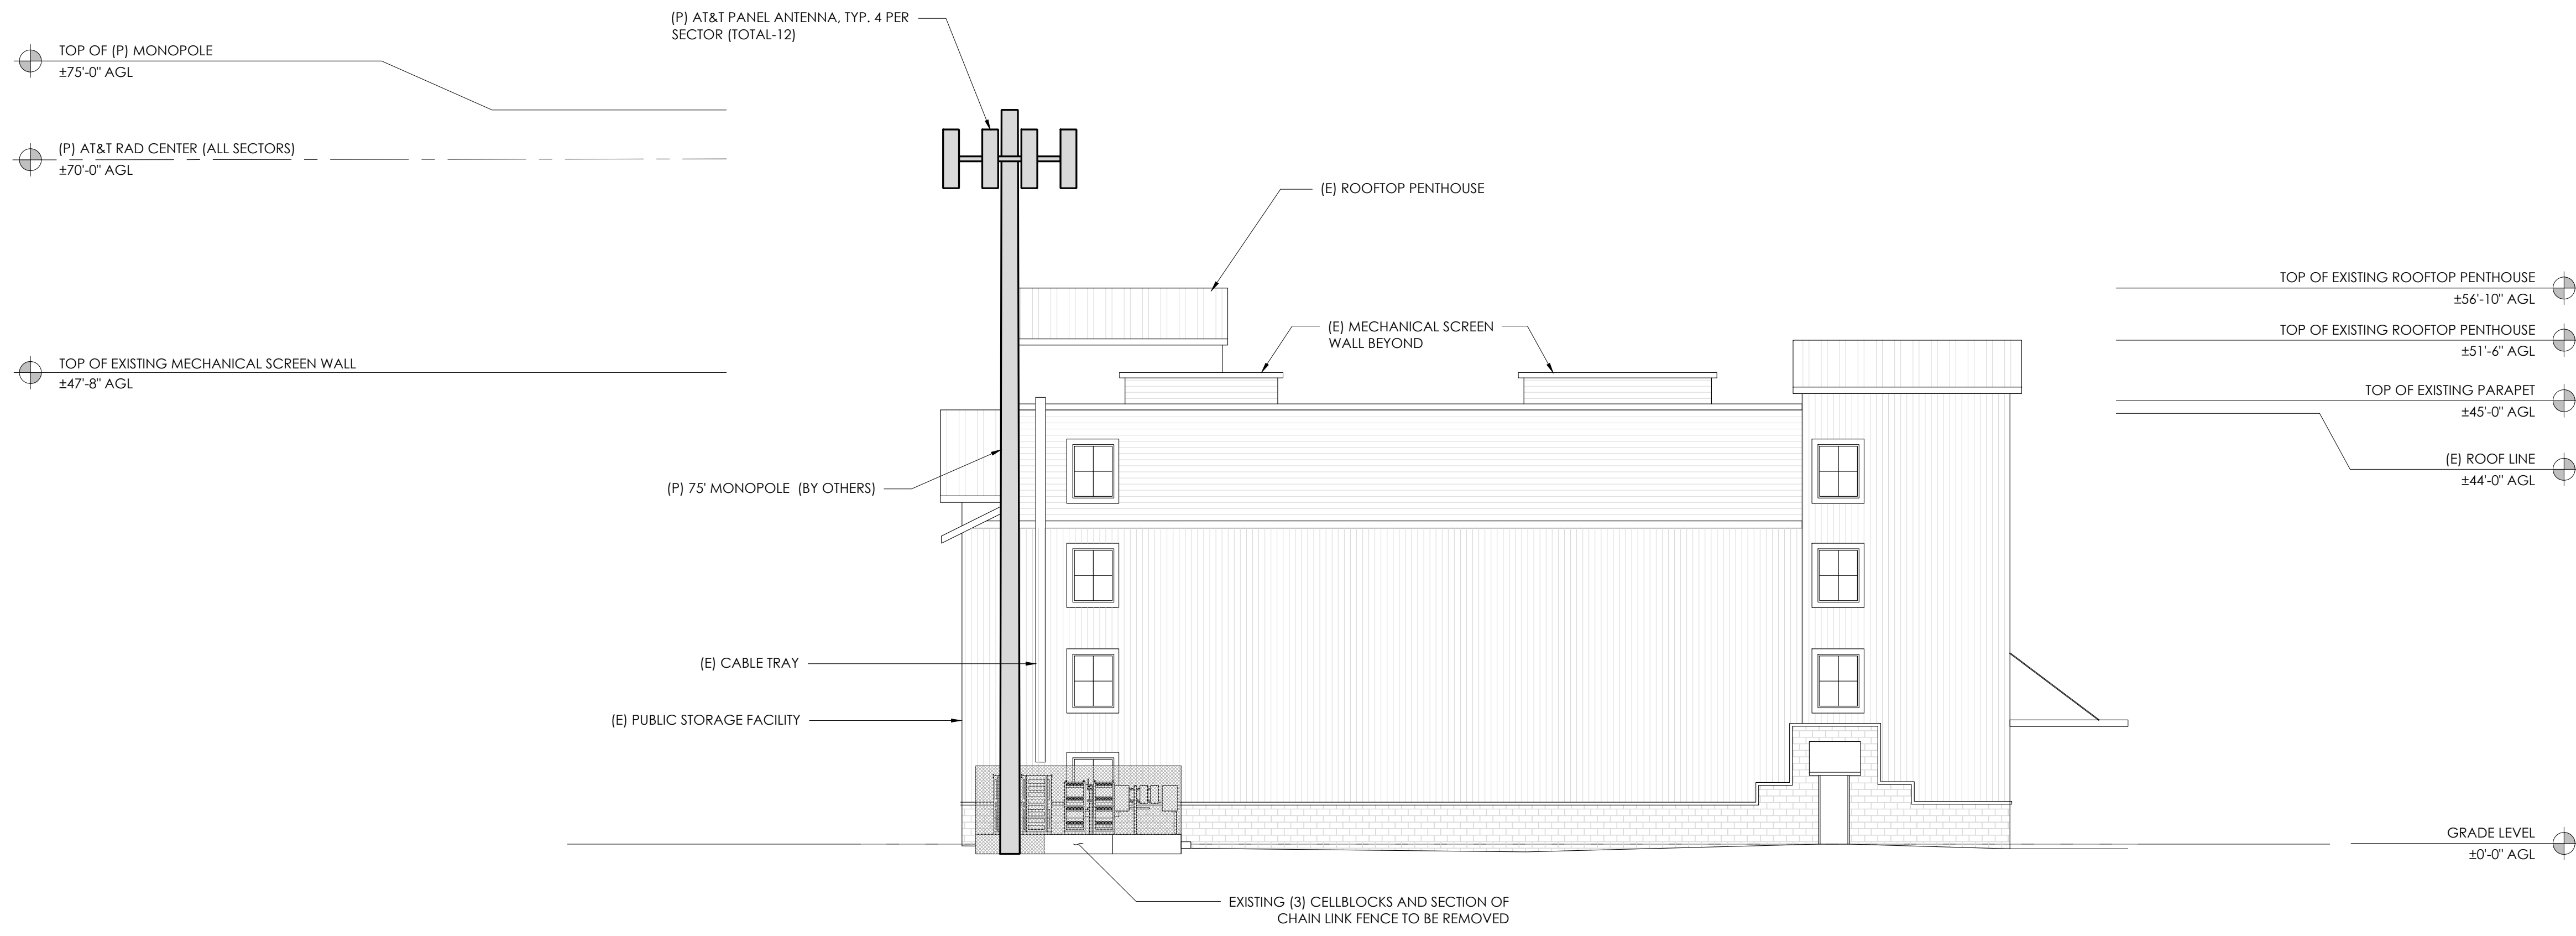 (P) AT&T PANEL ANTENNA, TYP. 4 PER
SECTOR (TOTAL-12)
TOP OF (P) MONOPOLE
±75'-0" AGL
(P) AT&T RAD CENTER (ALL SECTORS)
±70'-0" AGL
(E) ROOFTOP PENTHOUSE
TOP OF EXISTING ROOFTOP PENTHOUSE
±56'-10" AGL
(E) MECHANICAL SCREEN
WALL BEYOND
TOP OF EXISTING ROOFTOP PENTHOUSE
±51'-6" AGL
TOP OF EXISTING MECHANICAL SCREEN WALL
±47'-8" AGL
TOP OF EXISTING PARAPET
±45'-0" AGL
(E) ROOF LINE
±44'-0" AGL
(P) 75' MONOPOLE (BY OTHERS)
(E) CABLE TRAY
(E) PUBLIC STORAGE FACILITY
GRADE LEVEL
±0'-0" AGL
EXISTING (3) CELLBLOCKS AND SECTION OF
CHAIN LINK FENCE TO BE REMOVED